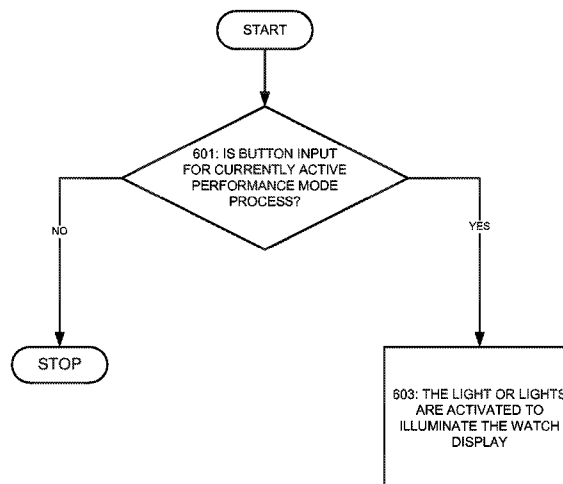 START
601: IS BUTTON INPUT
FOR CURRENTLY ACTIVE
PERFORMANCE MODE
PROCESS?
NO
YES
STOP
603: THE LIGHT OR LIGHTS
ARE ACTIVATED TO
ILLUMINATE THE WATCH
DISPLAY